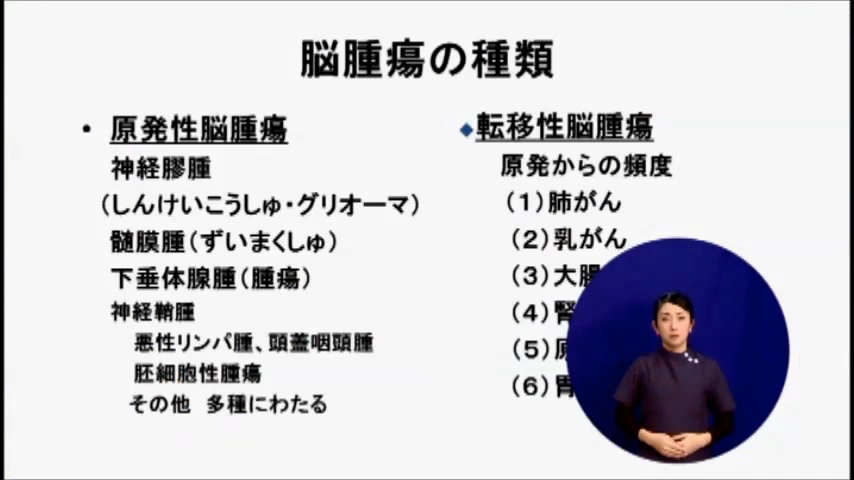 脳腫瘍の種類
• 原発性脳腫瘍
神経膠腫
(しんけいこうしゅ・グリオーマ)
髄膜腫(ずいまくしゅ)
下垂体腺腫(腫瘍)
神経鞘腫
悪性リンパ腫、頭蓋咽頭腫
胚細胞性腫瘍
その他 多種にわたる
◆転移性脳腫瘍
原発からの頻度
(1)肺がん
(2)乳がん
(3)大腸
(4)腎
(5)原
(6)胃